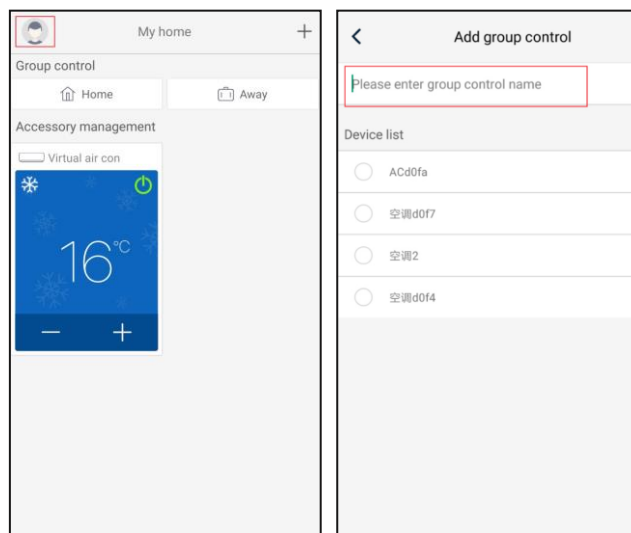 My home
+
Group control
Home
Away
Accessory management
Virtual air con
16°C
— +
Add group control
Please enter group control name
Device list
ACd0fa
空调d0f7
空调2
空调d0f4